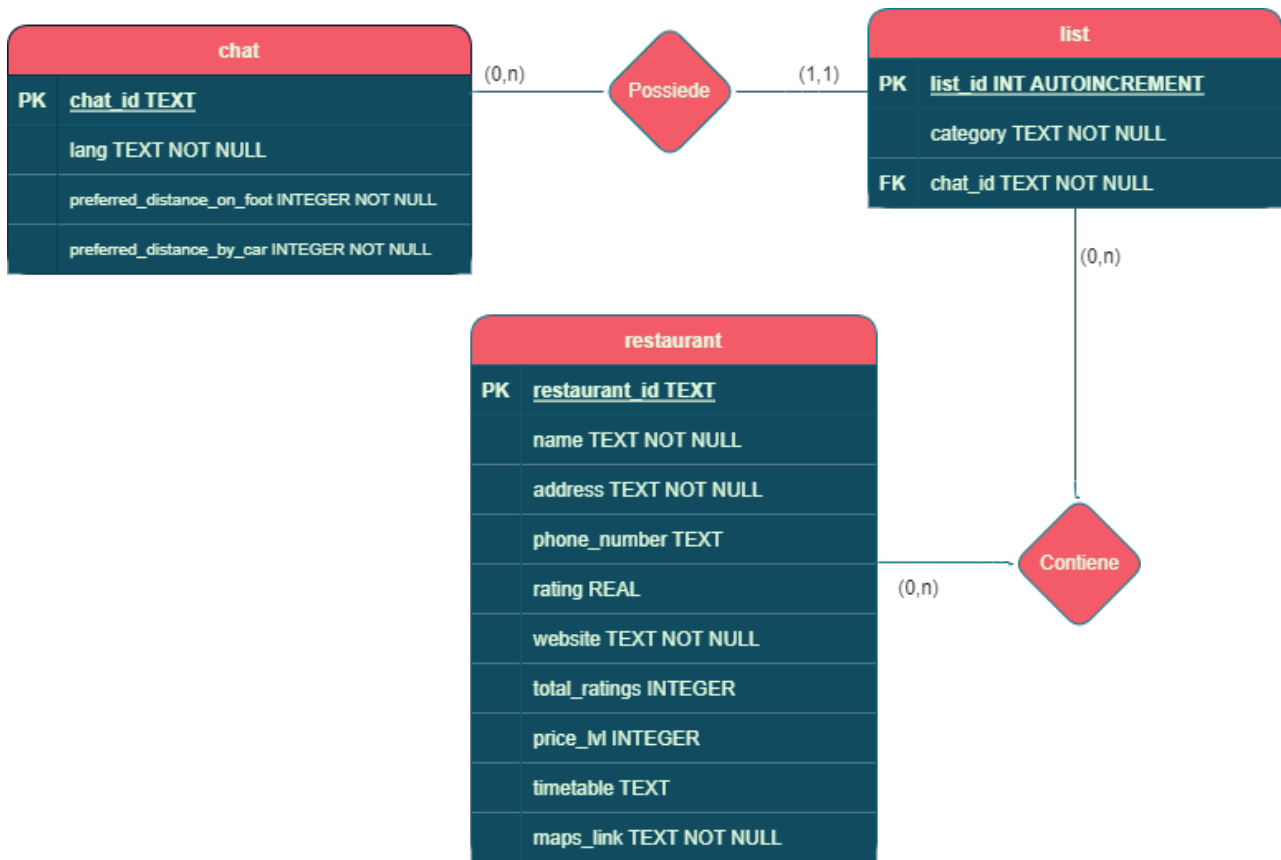 chat
PK chat_id TEXT
lang TEXT NOT NULL
preferred_distance_on_foot INTEGER NOT NULL
preferred_distance_by_car INTEGER NOT NULL
(0,n)
Possiede
(1,1)
list
PK list_id INT AUTOINCREMENT
category TEXT NOT NULL
FK chat_id TEXT NOT NULL
(0,n)
restaurant
PK restaurant_id TEXT
name TEXT NOT NULL
address TEXT NOT NULL
phone_number TEXT
rating REAL
website TEXT NOT NULL
total_ratings INTEGER
price_lvl INTEGER
timetable TEXT
maps_link TEXT NOT NULL
(0,n)
Contiene